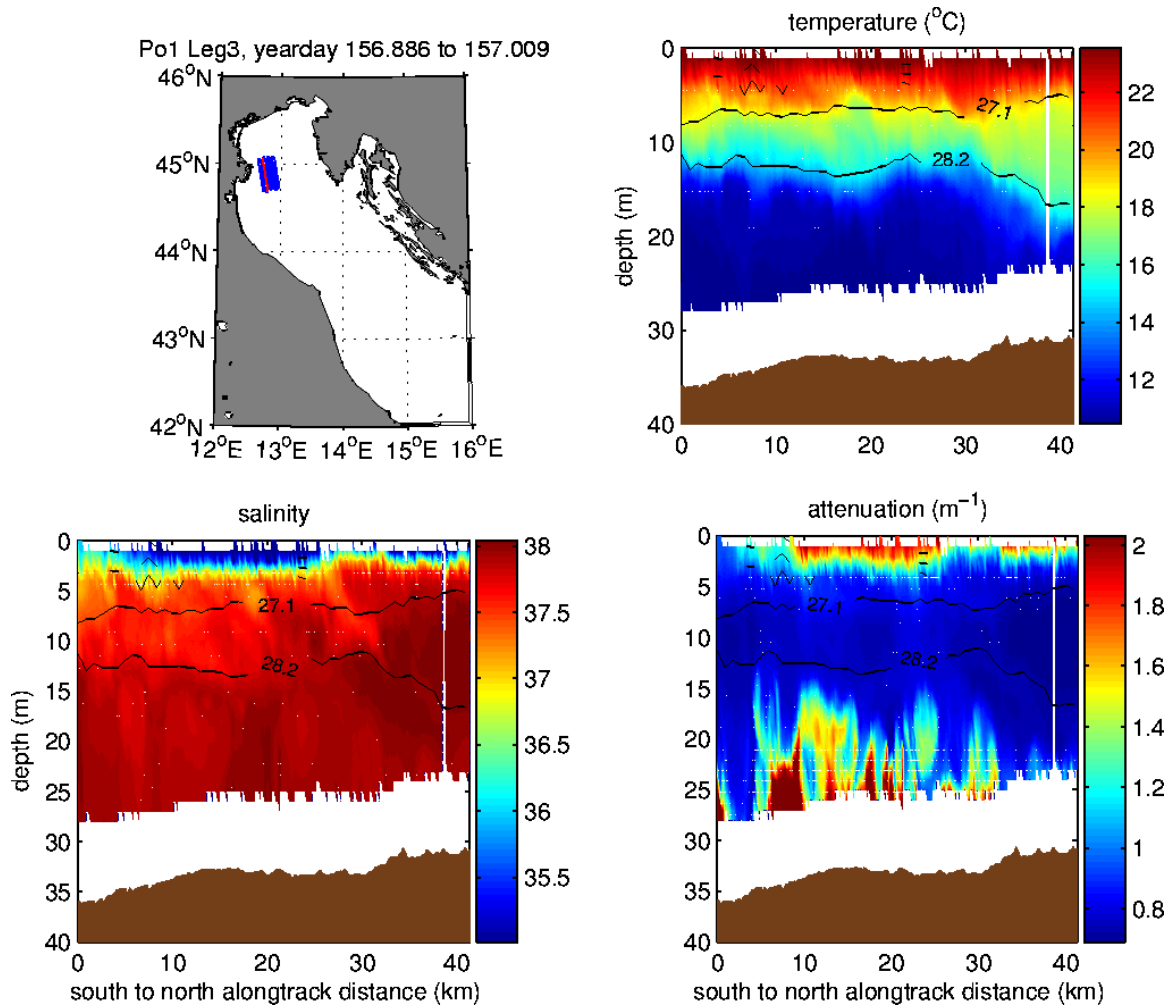 Po1 Leg3, yearday 156.886 to 157.009
46°N
45°N
44°N
43°N
42°N
12°E 13°E 14°E 15°E 16°E
temperature (°C)
0
10
20
30
40
depth (m)
27.1
28.2
0 10 20 30 40
22
20
18
16
14
12
salinity
0
5
10
15
20
25
30
35
40
depth (m)
27.1
28.2
0 10 20 30 40
south to north alongtrack distance (km)
38
37.5
37
36.5
36
35.5
attenuation (m⁻¹)
0
5
10
15
20
25
30
35
40
27.1
28.2
0 10 20 30 40
south to north alongtrack distance (km)
2
1.8
1.6
1.4
1.2
1
0.8